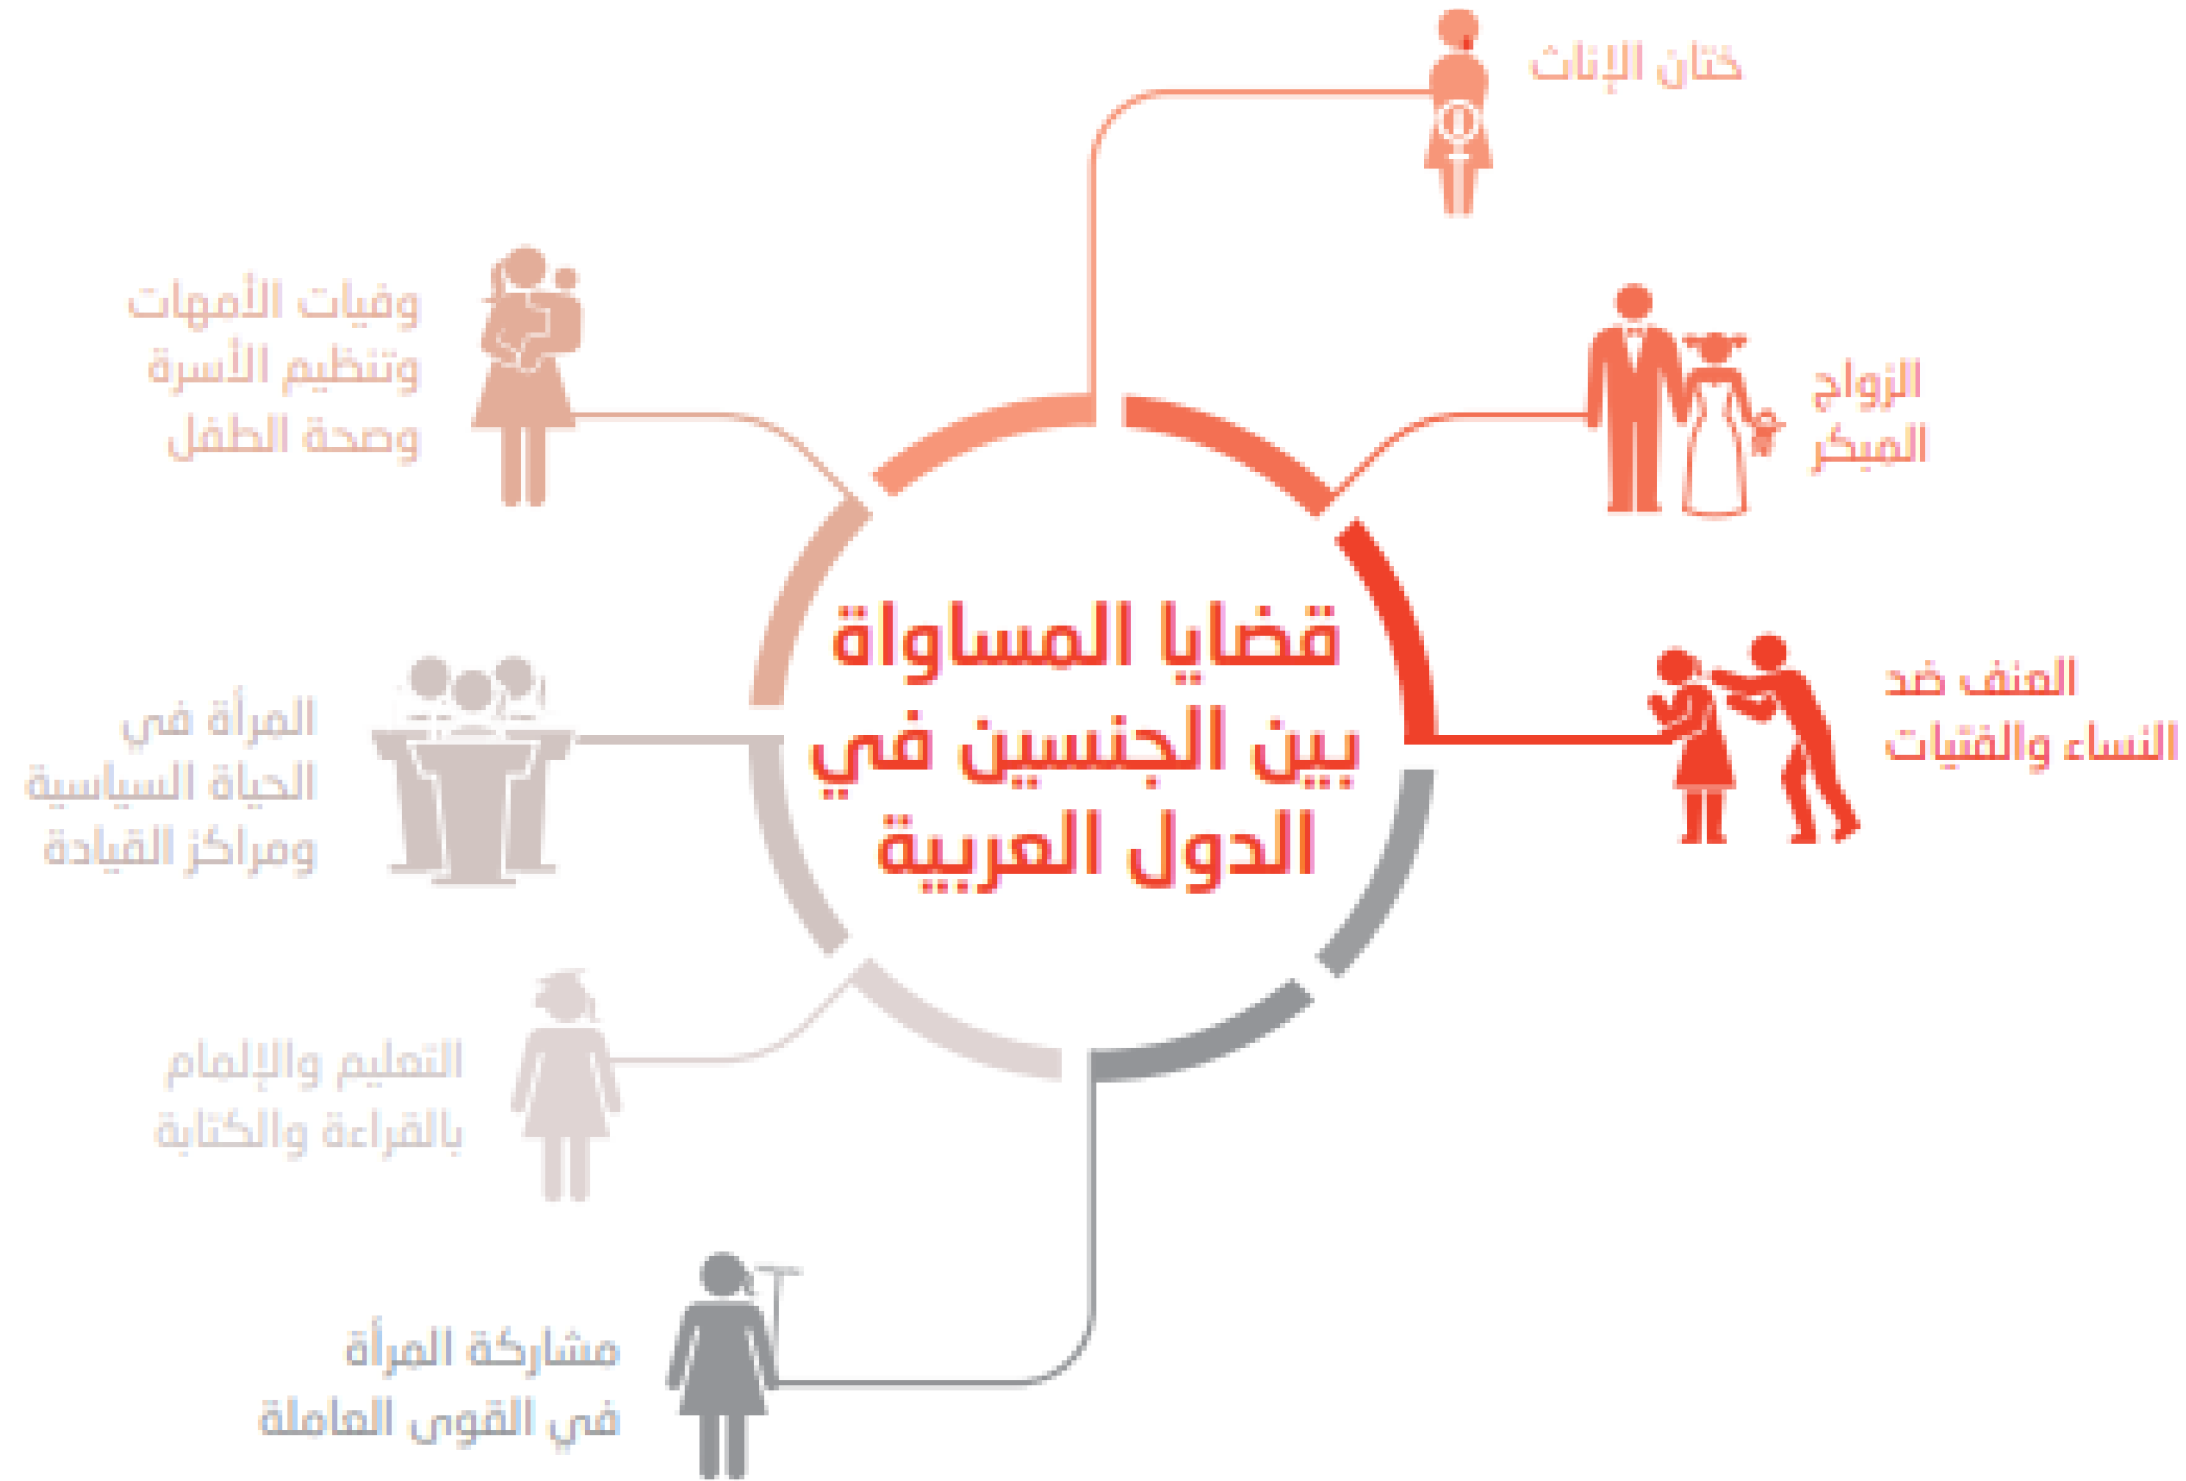 ختان الإناث
الزواج
المبكر
العنف ضد
النساء والفتيات
قضايا المساواة
بين الجنسين في
الدول العربية
وفيات الأمهات
وتنظيم الأسرة
وصحة الطفل
المرأة في
الحياة السياسية
ومراكز القيادة
التعليم والإلمام
بالقراءة والكتابة
مشاركة المرأة
في القوى العاملة